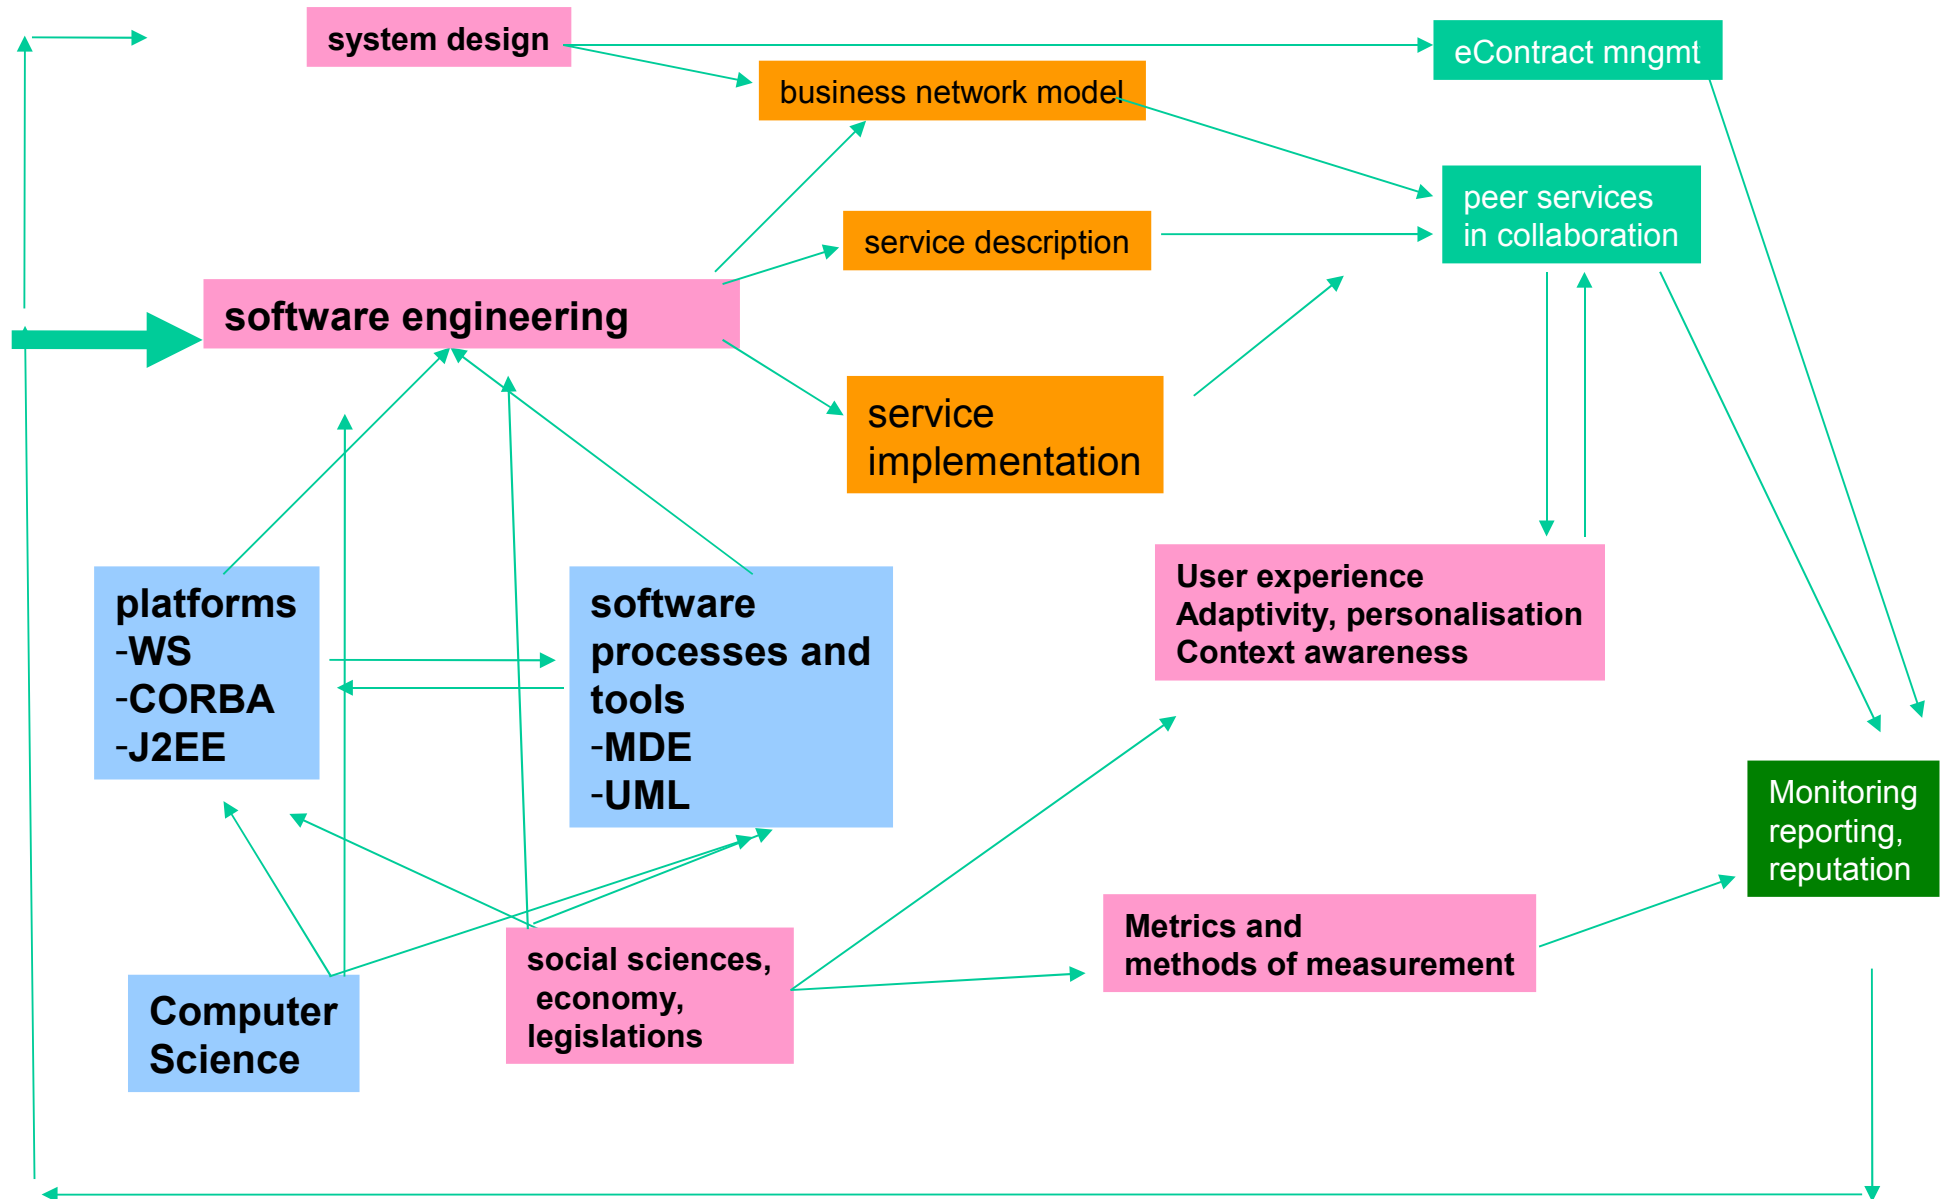 system design
eContract mngmt
business network model
peer services
in collaboration
service description
software engineering
service
implementation
User experience
Adaptivity, personalisation
Context awareness
platforms
-WS
-CORBA
-J2EE
software
processes and
tools
-MDE
-UML
Monitoring
reporting,
reputation
Metrics and
methods of measurement
social sciences,
economy,
legislations
Computer
Science